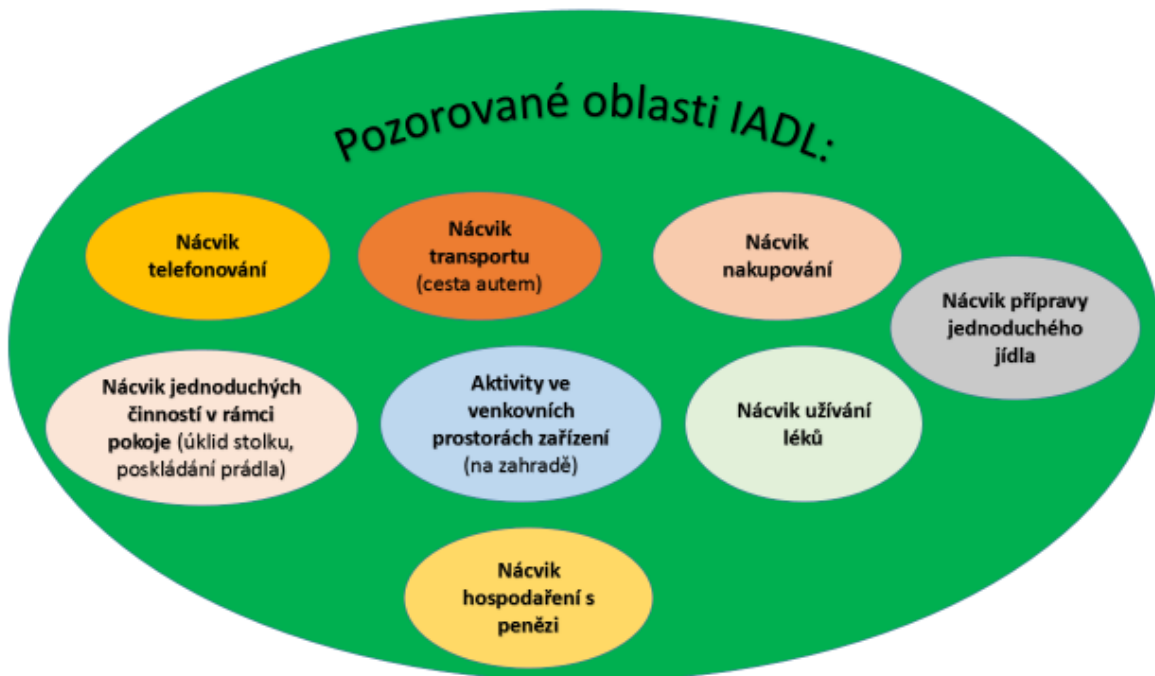 Pozorované oblasti IADL:
Nácvik
telefonování
Nácvik
transportu
(cesta autem)
Nácvik
nakupování
Nácvik přípravy
jednoduchého
jídla
Nácvik jednoduchých
činností v rámci
pokoje (úklid stolku,
poskládání prádla)
Aktivity ve
venkovních
prostorách zařízení
(na zahradě)
Nácvik užívání
léků
Nácvik
hospodaření s
penězi